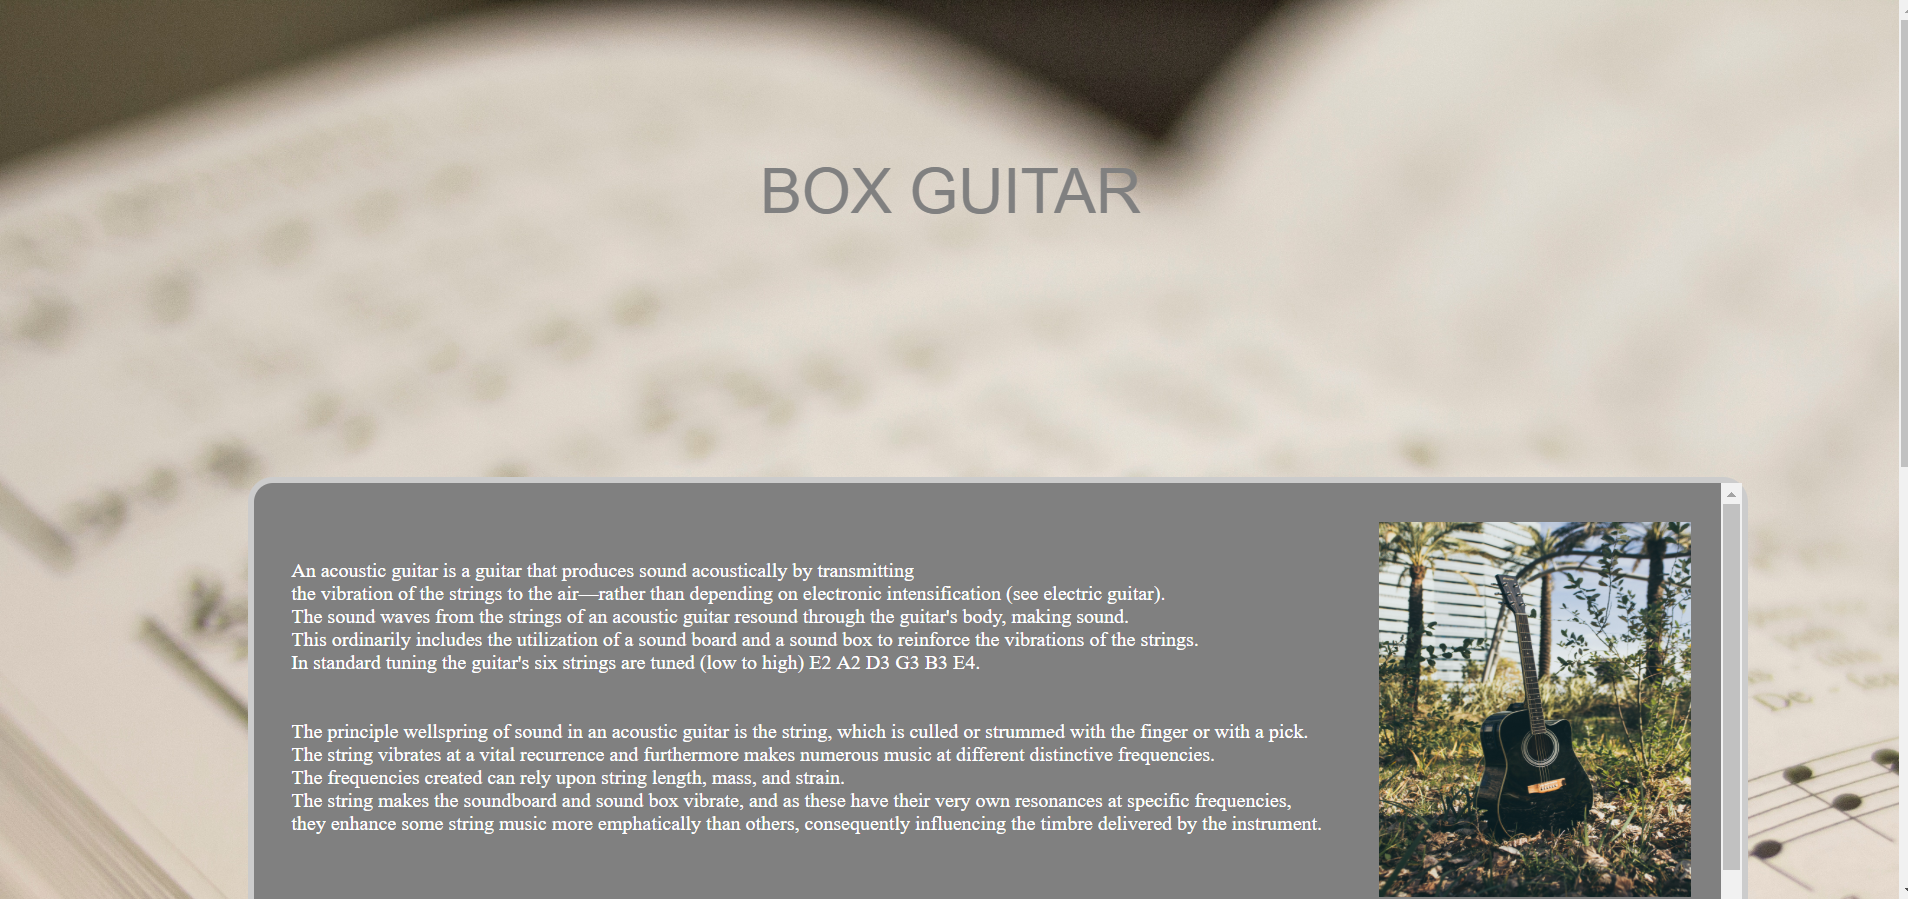 BOX GUITAR
An acoustic guitar is a guitar that produces sound acoustically by transmitting
the vibration of the strings to the air—rather than depending on electronic intensification (see electric guitar).
The sound waves from the strings of an acoustic guitar resound through the guitar's body, making sound.
This ordinarily includes the utilization of a sound board and a sound box to reinforce the vibrations of the strings.
In standard tuning the guitar's six strings are tuned (low to high) E2 A2 D3 G3 B3 E4.
The principle wellspring of sound in an acoustic guitar is the string, which is culled or strummed with the finger or with a pick.
The string vibrates at a vital recurrence and furthermore makes numerous music at different distinctive frequencies.
The frequencies created can rely upon string length, mass, and strain.
The string makes the soundboard and sound box vibrate, and as these have their very own resonances at specific frequencies,
they enhance some string music more emphatically than others, consequently influencing the timbre delivered by the instrument.